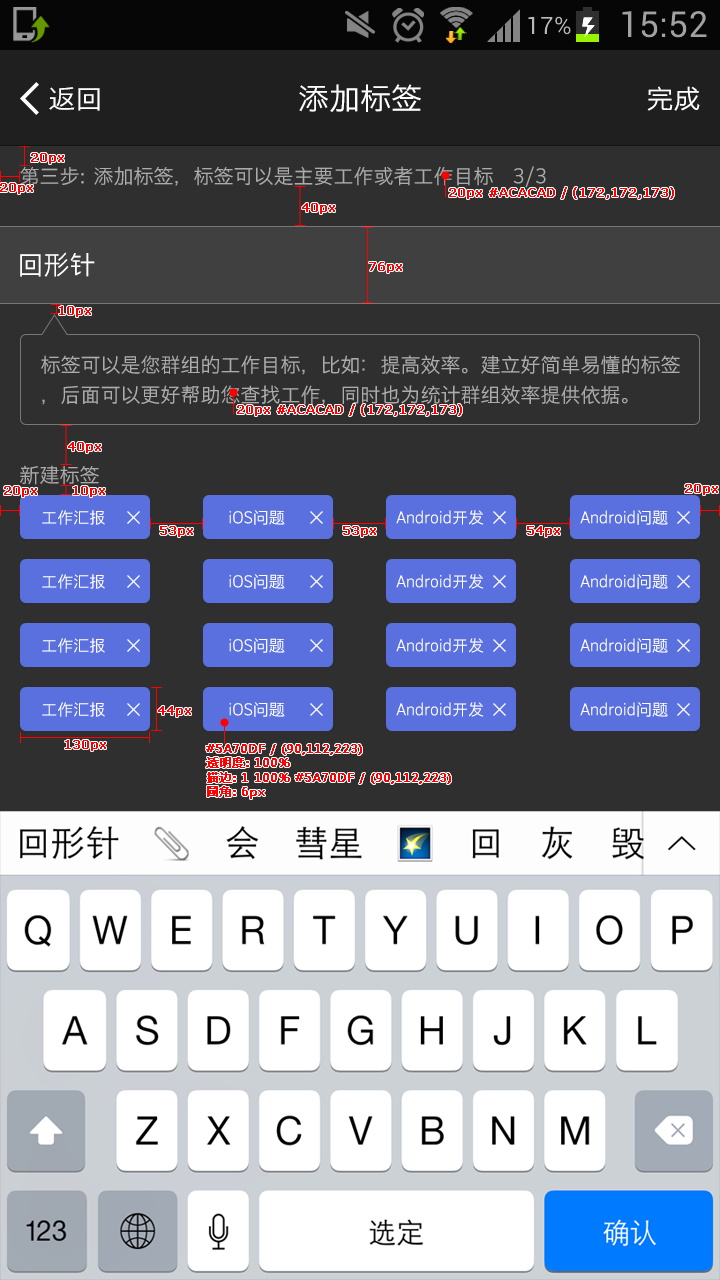 17% 15:52
返回 添加标签 完成
20px
第三步: 添加标签, 标签可以是主要工作或者工作目标 3/3
20px
20px #ACACAD / (172,172,173)
40px
回形针
76px
10px
标签可以是您群组的工作目标, 比如: 提高效率。建立好简单易懂的标签
, 后面可以更好帮助您查找工作, 同时也为统计群组效率提供依据。
20px #ACACAD / (172,172,173)
40px
新建标签
20px 10px 20px
工作汇报 iOS问题 Android开发 Android问题
53px 53px 54px
工作汇报 iOS问题 Android开发 Android问题
工作汇报 iOS问题 Android开发 Android问题
工作汇报 iOS问题 Android开发 Android问题
44px
130px
#5A70DF / (90,112,223)
透明度: 100%
描边: 1 100% #5A70DF / (90,112,223)
圆角: 6px
回形针 会 彗星 回 灰 毁
Q W E R T Y U I O P
A S D F G H J K L
Z X C V B N M
123 选定 确认